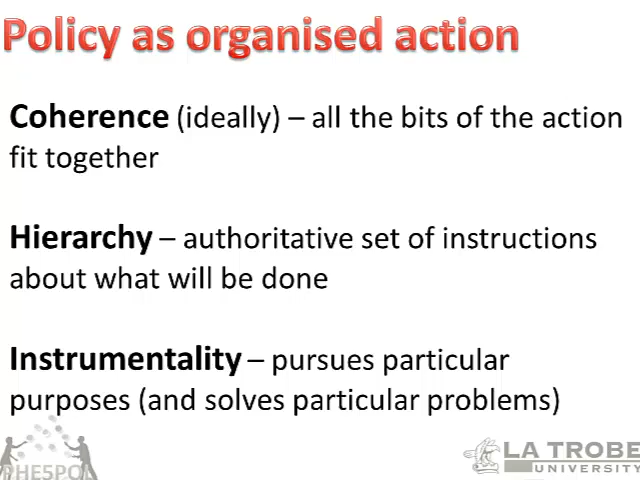 Policy as organised action
Coherence (ideally) – all the bits of the action
fit together
Hierarchy – authoritative set of instructions
about what will be done
Instrumentality – pursues particular
purposes (and solves particular problems)
PHE5POL
LA TROBE
UNIVERSITY